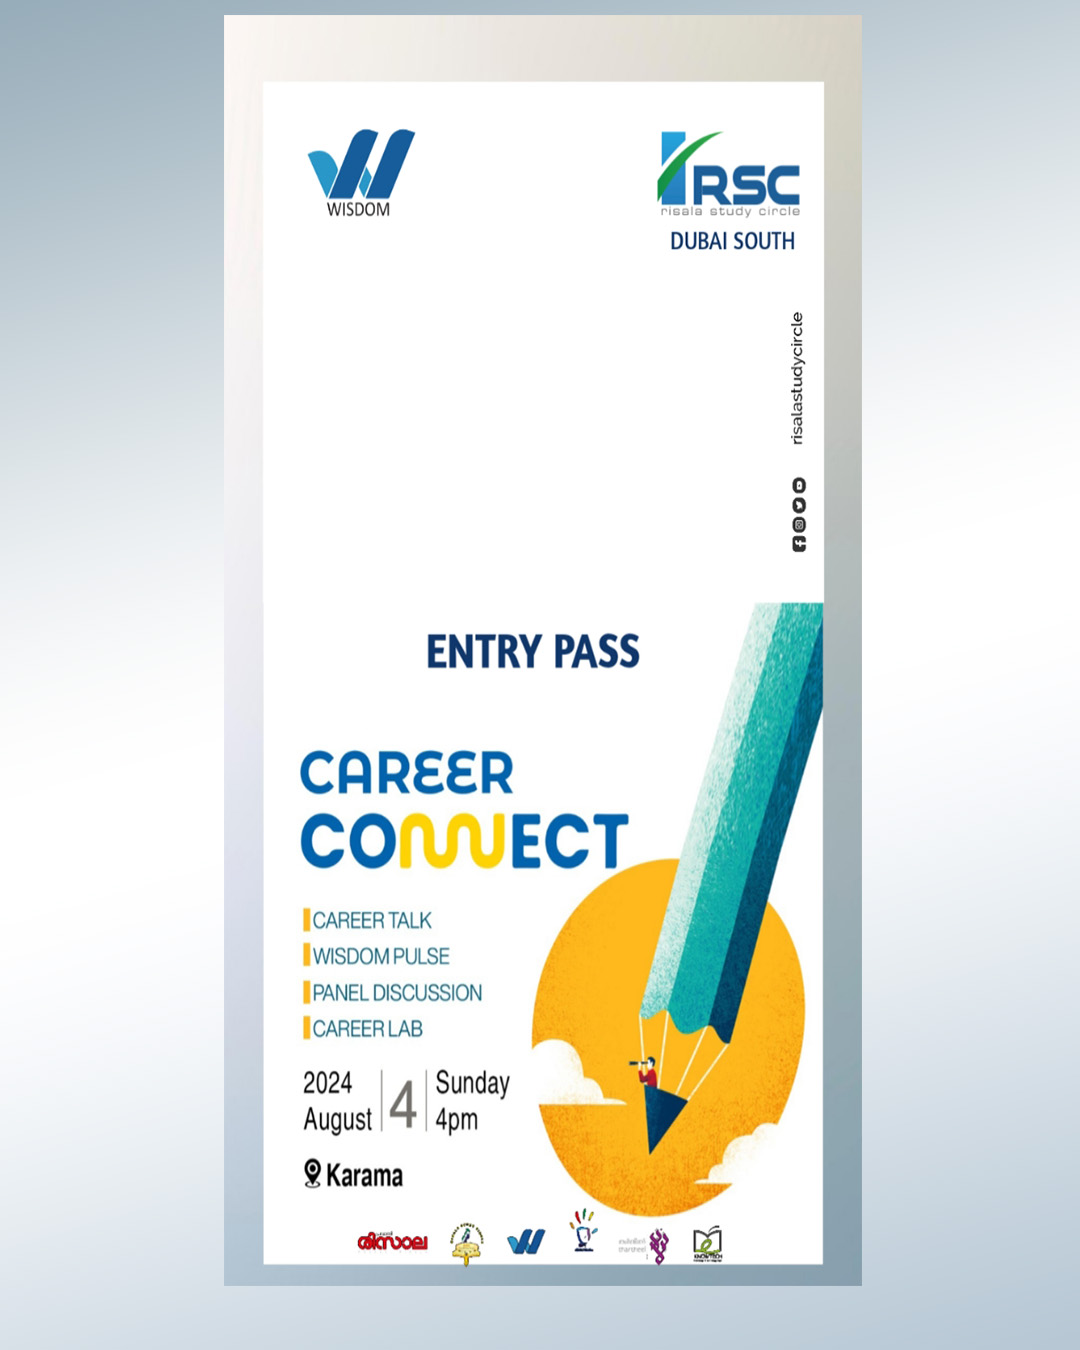 WISDOM
RSC
risala study circle
DUBAI SOUTH
risalastudycircle
ENTRY PASS
CAREER
CONNECT
CAREER TALK
WISDOM PULSE
PANEL DISCUSSION
CAREER LAB
2024
August
4
Sunday
4pm
Karama
രിസാല